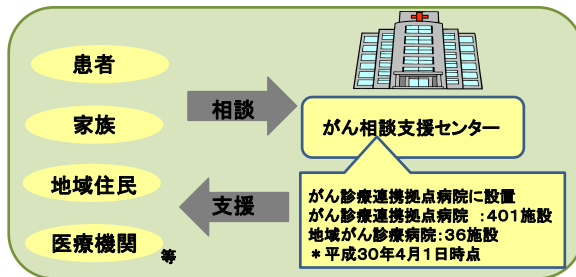 患者
家族
地域住民
医療機関 等
相談
支援
がん相談支援センター
がん診療連携拠点病院に設置
がん診療連携拠点病院 :401施設
地域がん診療病院:36施設
*平成30年4月1日時点